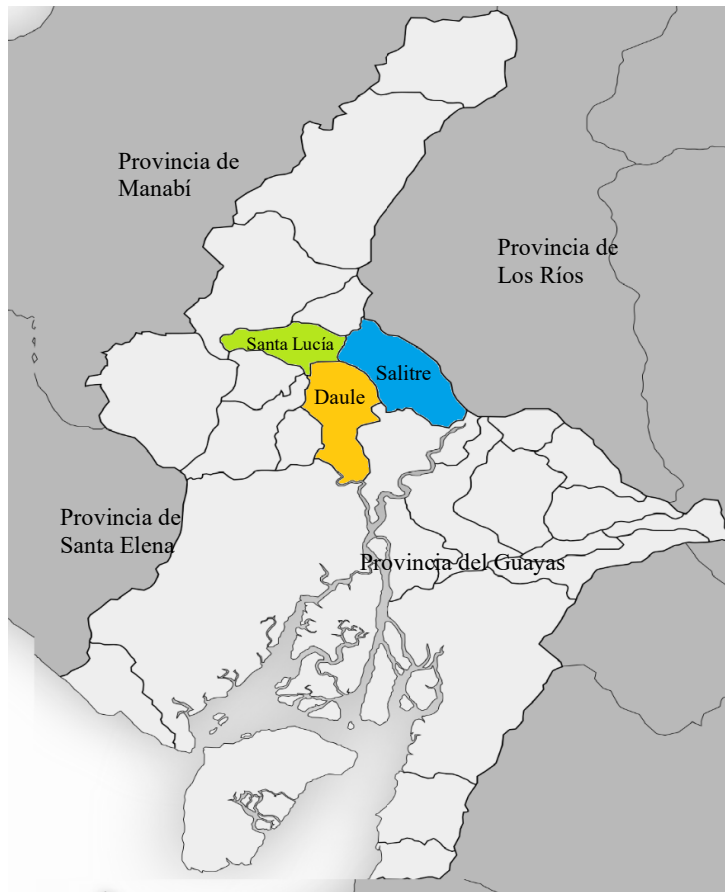 Provincia de
Manabí
Provincia de
Los Ríos
Santa Lucía
Salitre
Daule
Provincia de
Santa Elena
Provincia del Guayas